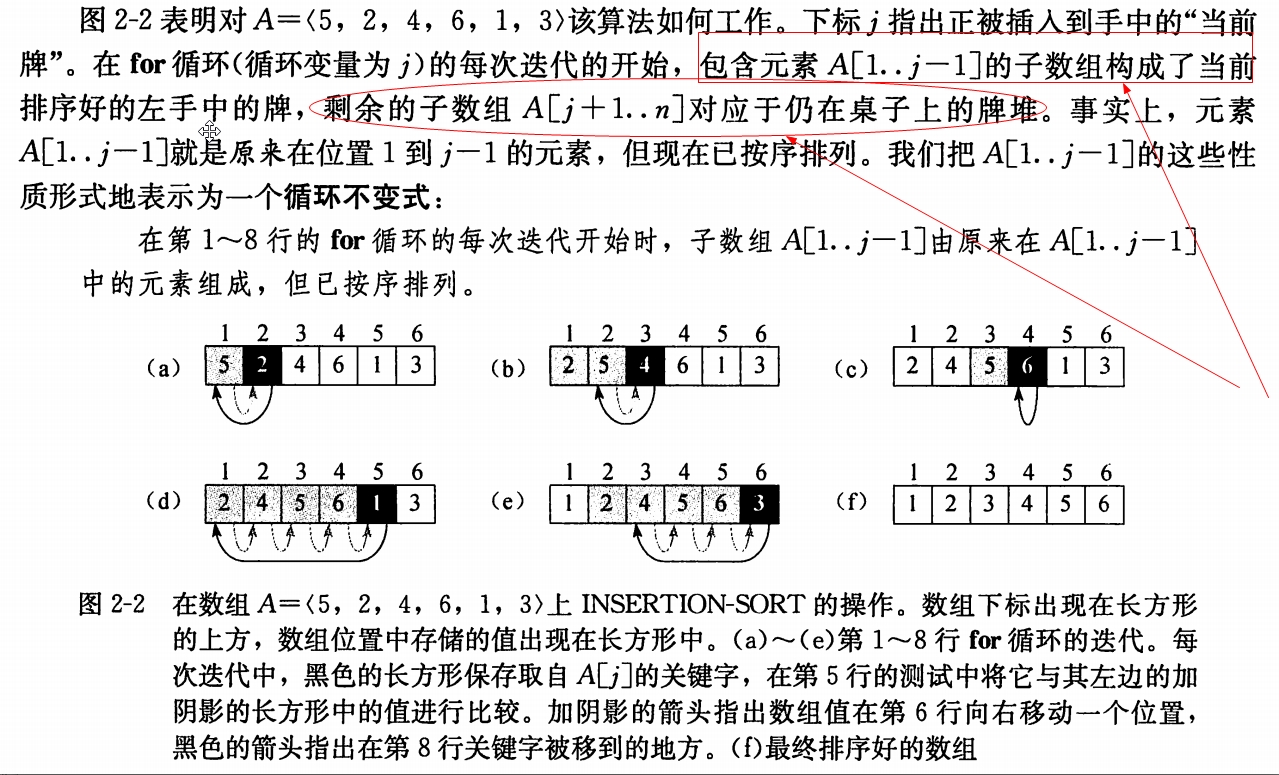 图 2-2 表明对 A=⟨5，2，4，6，1，3⟩该算法如何工作。下标 j 指出正被插入到手中的“当前
牌”。在 for 循环(循环变量为 j)的每次迭代的开始，包含元素 A[1..j-1]的子数组构成了当前
排序好的左手中的牌，剩余的子数组 A[j+1..n]对应于仍在桌子上的牌堆。事实上，元素
A[1..j-1]就是原来在位置 1 到 j-1 的元素，但现在已按序排列。我们把 A[1..j-1]的这些性
质形式地表示为一个循环不变式：
在第 1～8 行的 for 循环的每次迭代开始时，子数组 A[1..j-1]由原来在 A[1..j-1]
中的元素组成，但已按序排列。
1 2 3 4 5 6
(a) 5 2 4 6 1 3
1 2 3 4 5 6
(b) 2 5 4 6 1 3
1 2 3 4 5 6
(c) 2 4 5 6 1 3
1 2 3 4 5 6
(d) 2 4 5 6 1 3
1 2 3 4 5 6
(e) 1 2 4 5 6 3
1 2 3 4 5 6
(f) 1 2 3 4 5 6
图 2-2 在数组 A=⟨5，2，4，6，1，3⟩上 INSERTION-SORT 的操作。数组下标出现在长方形
的上方，数组位置中存储的值出现在长方形中。(a)～(e)第 1～8 行 for 循环的迭代。每
次迭代中，黑色的长方形保存取自 A[j]的关键字，在第 5 行的测试中将它与其左边的加
阴影的长方形中的值进行比较。加阴影的箭头指出数组值在第 6 行向右移动一个位置，
黑色的箭头指出在第 8 行关键字被移到的地方。(f)最终排序好的数组